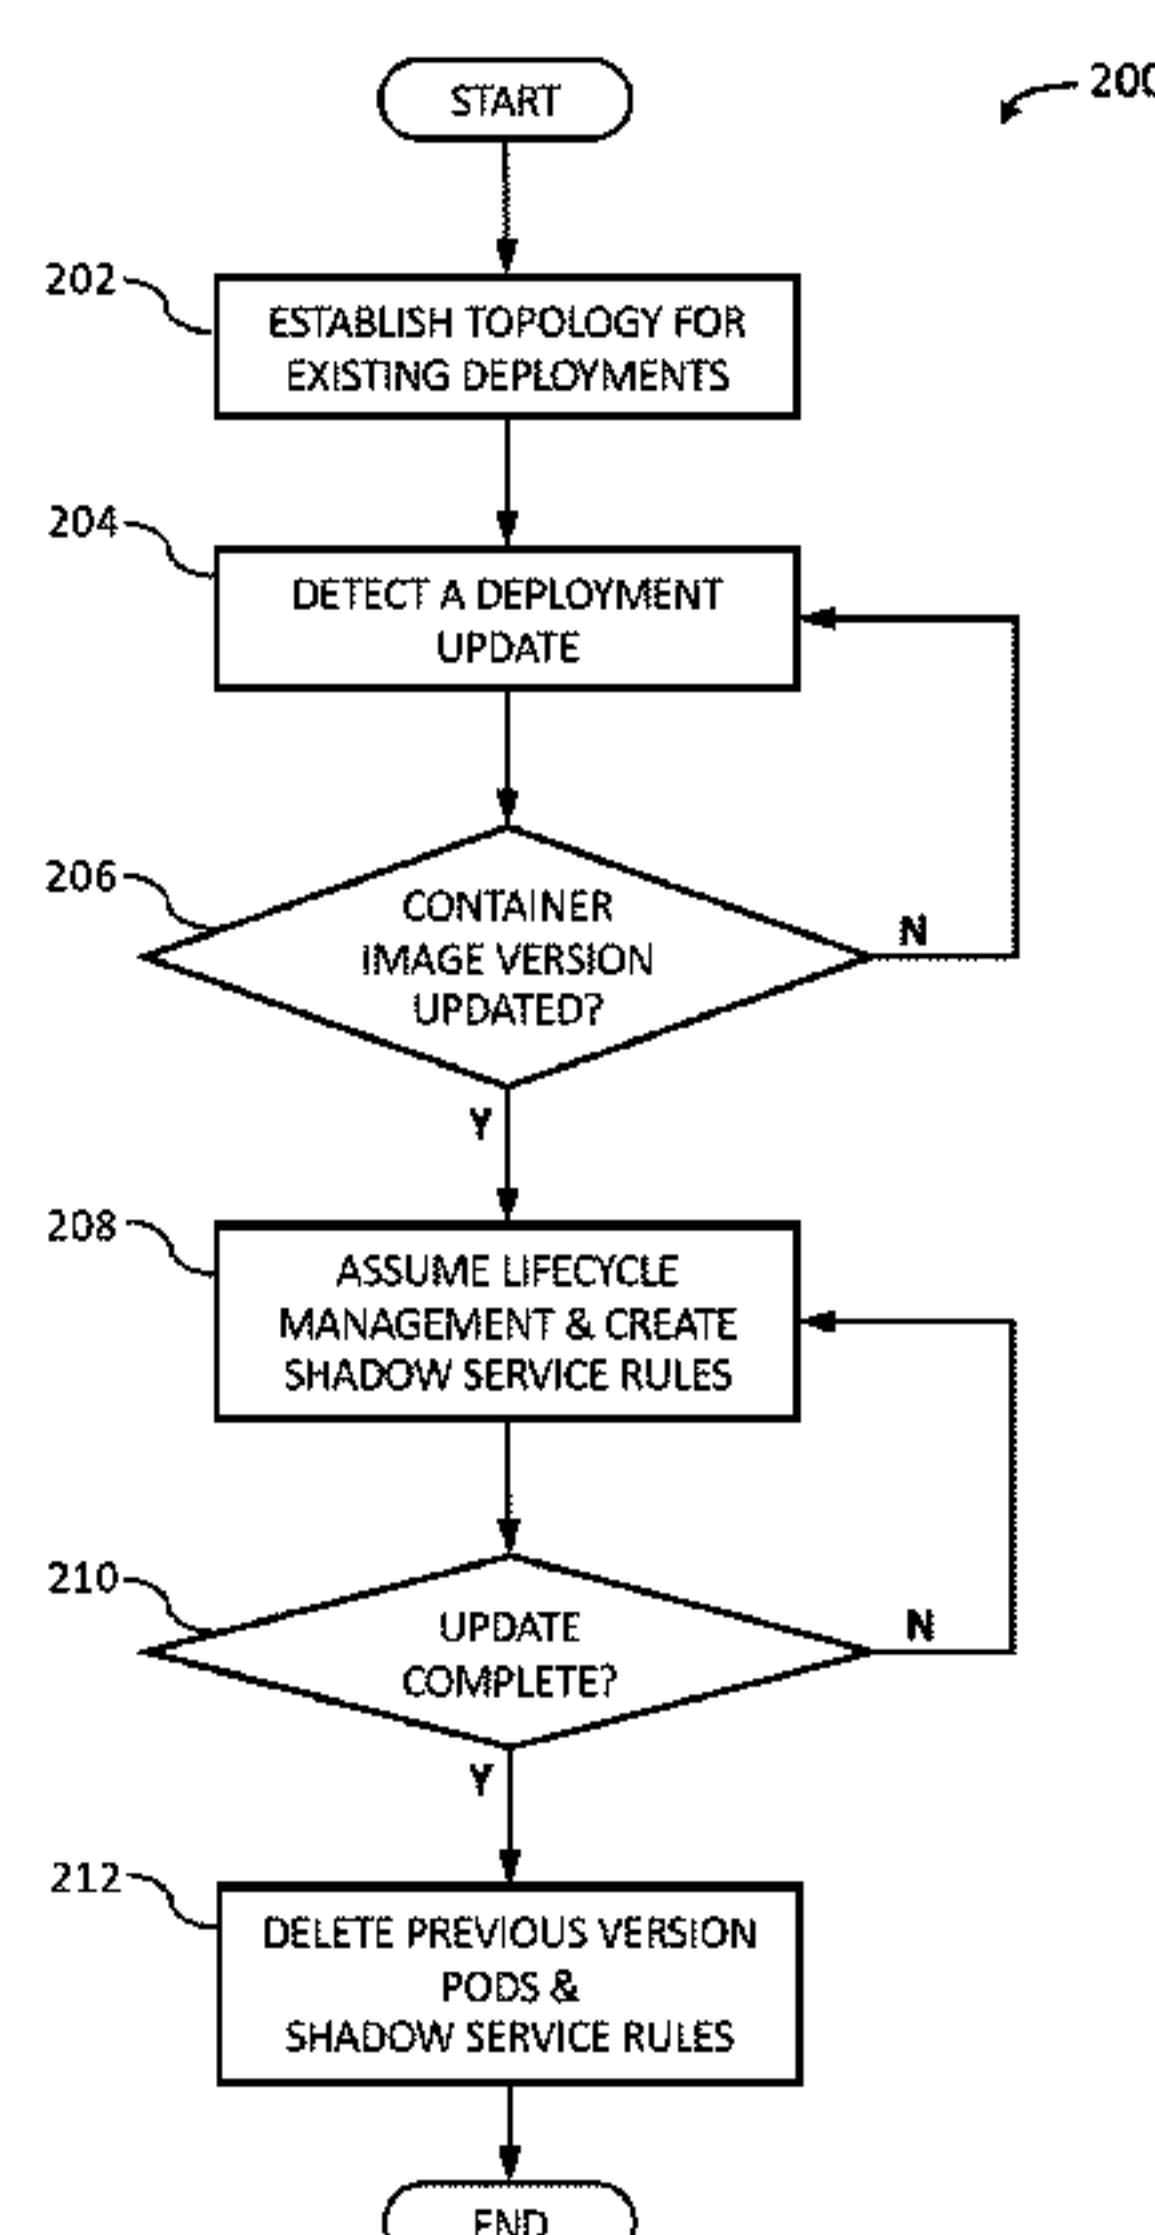 START
200
202
ESTABLISH TOPOLOGY FOR
EXISTING DEPLOYMENTS
204
DETECT A DEPLOYMENT
UPDATE
206
CONTAINER
IMAGE VERSION
UPDATED?
N
Y
208
ASSUME LIFECYCLE
MANAGEMENT & CREATE
SHADOW SERVICE RULES
210
UPDATE
COMPLETE?
N
Y
212
DELETE PREVIOUS VERSION
PODS &
SHADOW SERVICE RULES
END